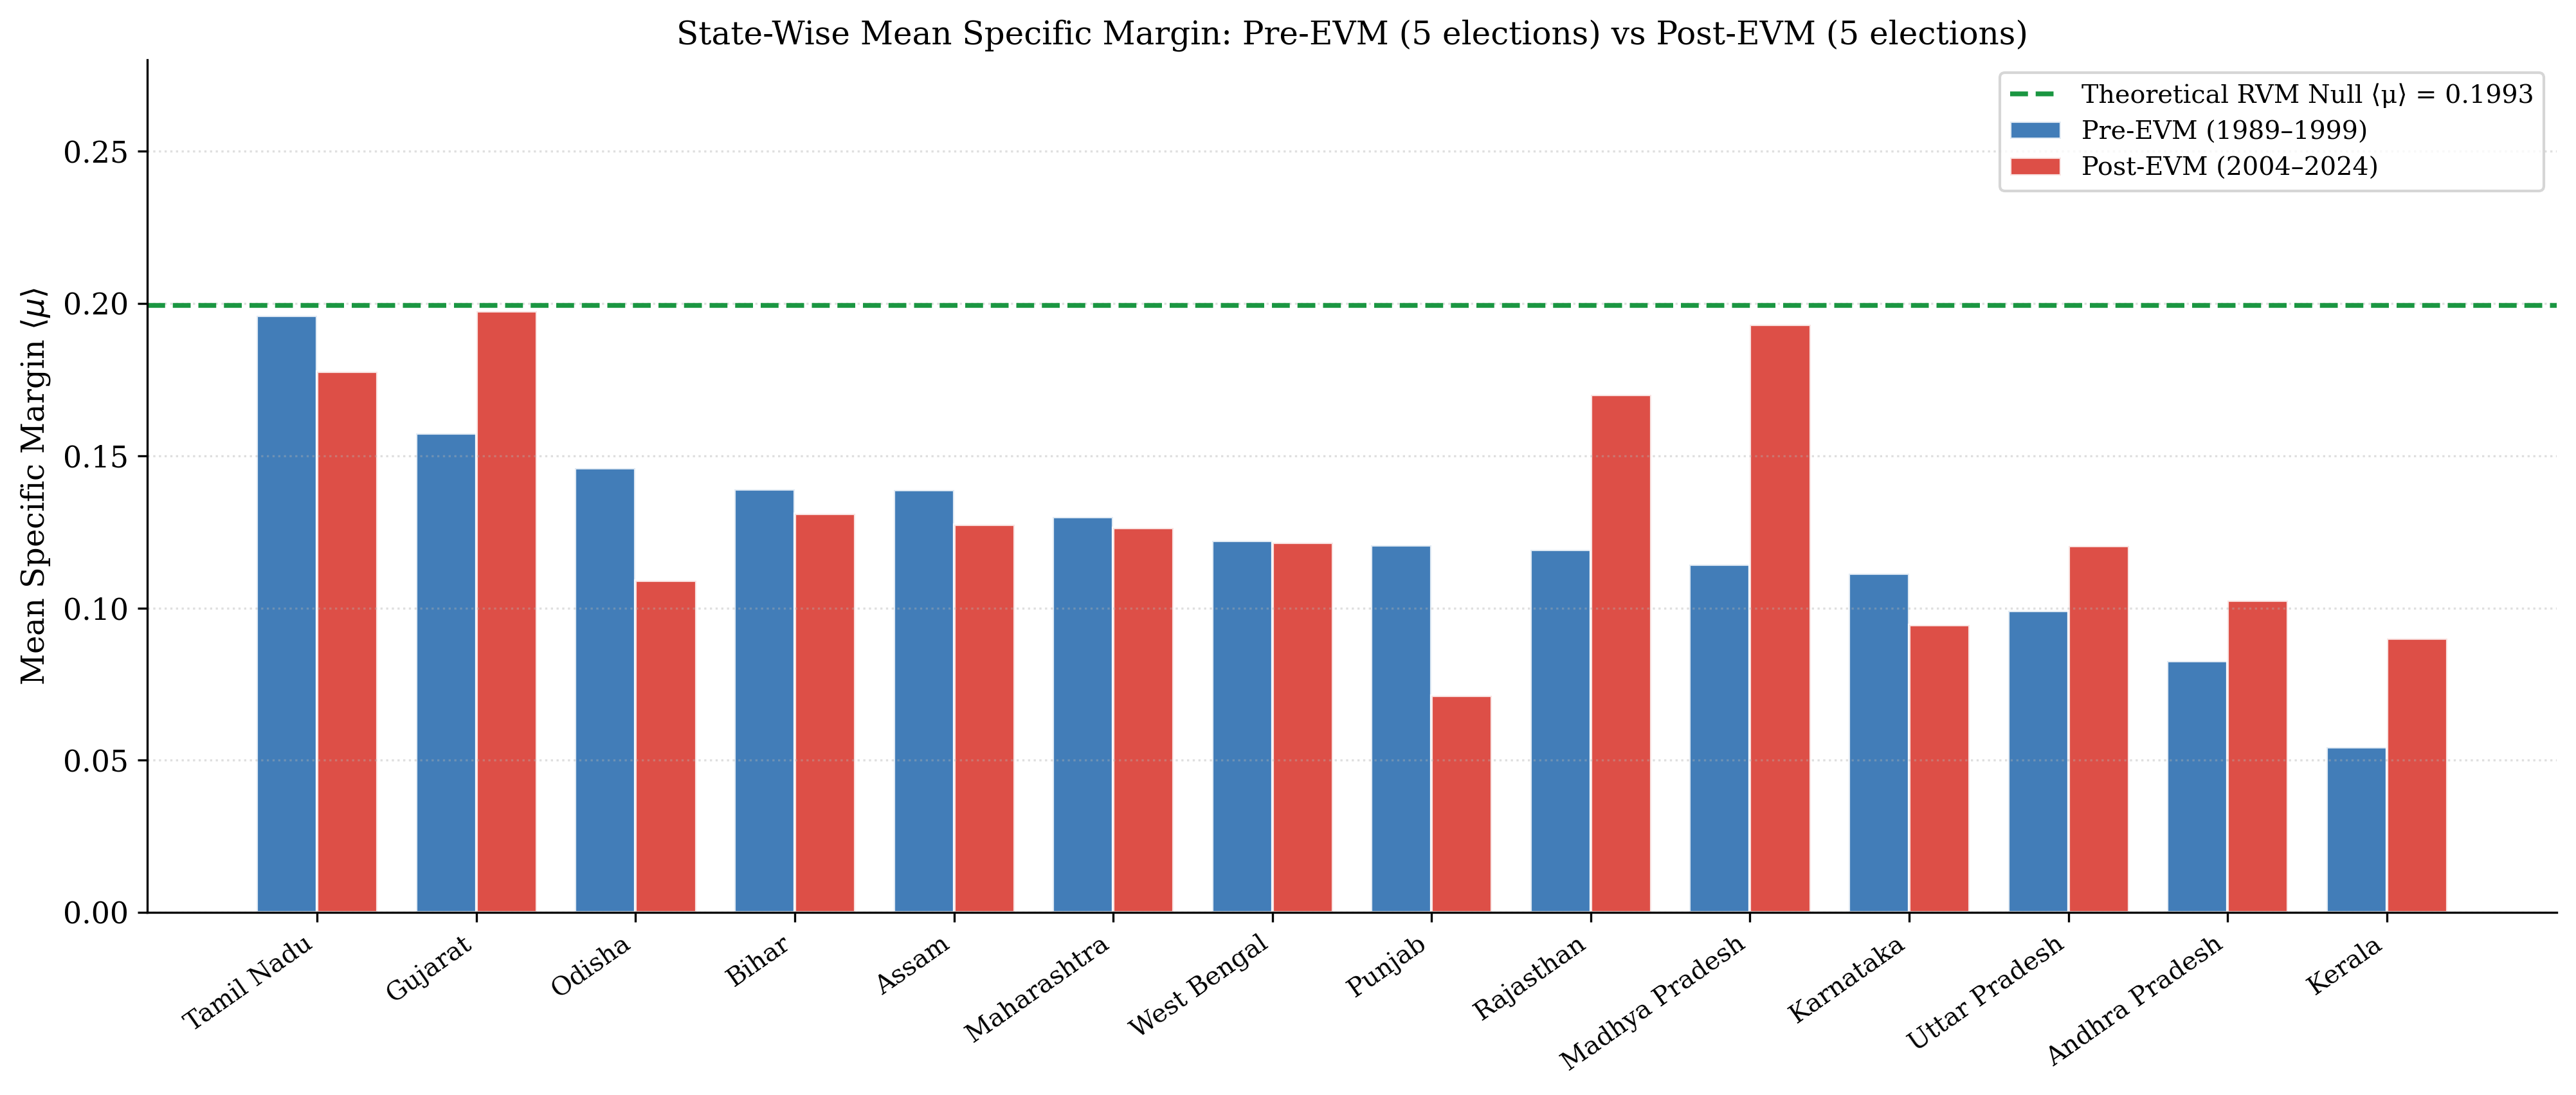 State-Wise Mean Specific Margin: Pre-EVM (5 elections) vs Post-EVM (5 elections)
Theoretical RVM Null ⟨μ⟩ = 0.1993
Pre-EVM (1989–1999)
Post-EVM (2004–2024)
Mean Specific Margin ⟨μ⟩
0.25
0.20
0.15
0.10
0.05
0.00
Tamil Nadu
Gujarat
Odisha
Bihar
Assam
Maharashtra
West Bengal
Punjab
Rajasthan
Madhya Pradesh
Karnataka
Uttar Pradesh
Andhra Pradesh
Kerala